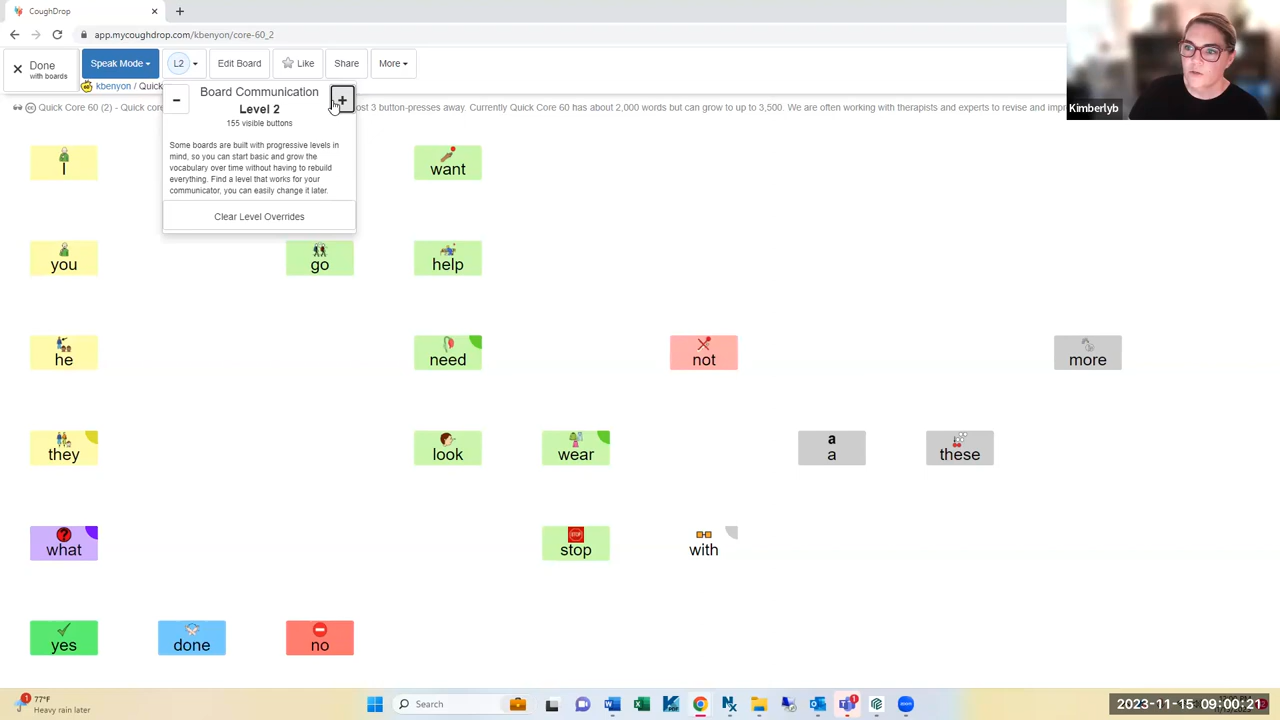 CoughDrop
app.mycoughdrop.com/kbenyon/core-60_2
Done
with boards
Speak Mode
L2
Edit Board
Like
Share
More
kbenyon / Quick
Board Communication
Level 2
155 visible buttons
Some boards are built with progressive levels in
mind, so you can start basic and grow the
vocabulary over time without having to rebuild
everything. Find a level that works for your
communicator, you can easily change it later.
Clear Level Overrides
Quick Core 60 (2) - Quick core
ost 3 button-presses away. Currently Quick Core 60 has about 2,000 words but can grow to up to 3,500. We are often working with therapists and experts to revise and
Kimberlyb
I
want
you
go
help
he
need
not
more
they
look
wear
a
a
these
what
stop
with
yes
done
no
1
77°F
Heavy rain later
Search
1
2023-11-15 09:00:21